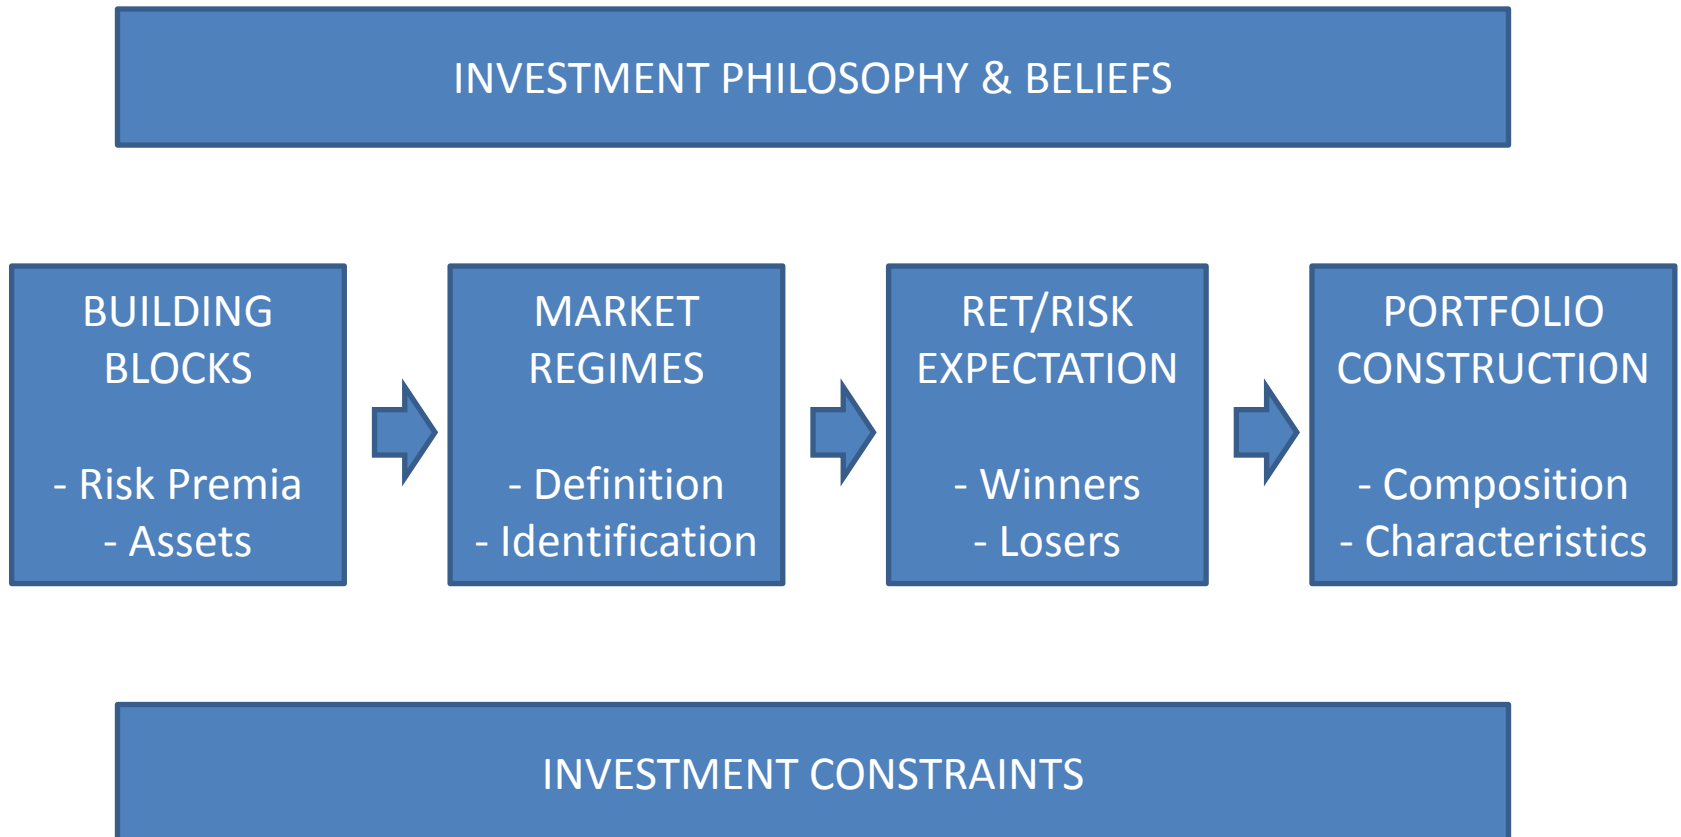 INVESTMENT PHILOSOPHY & BELIEFS
BUILDING
BLOCKS
- Risk Premia
- Assets
MARKET
REGIMES
- Definition
- Identification
RET/RISK
EXPECTATION
- Winners
- Losers
PORTFOLIO
CONSTRUCTION
- Composition
- Characteristics
INVESTMENT CONSTRAINTS